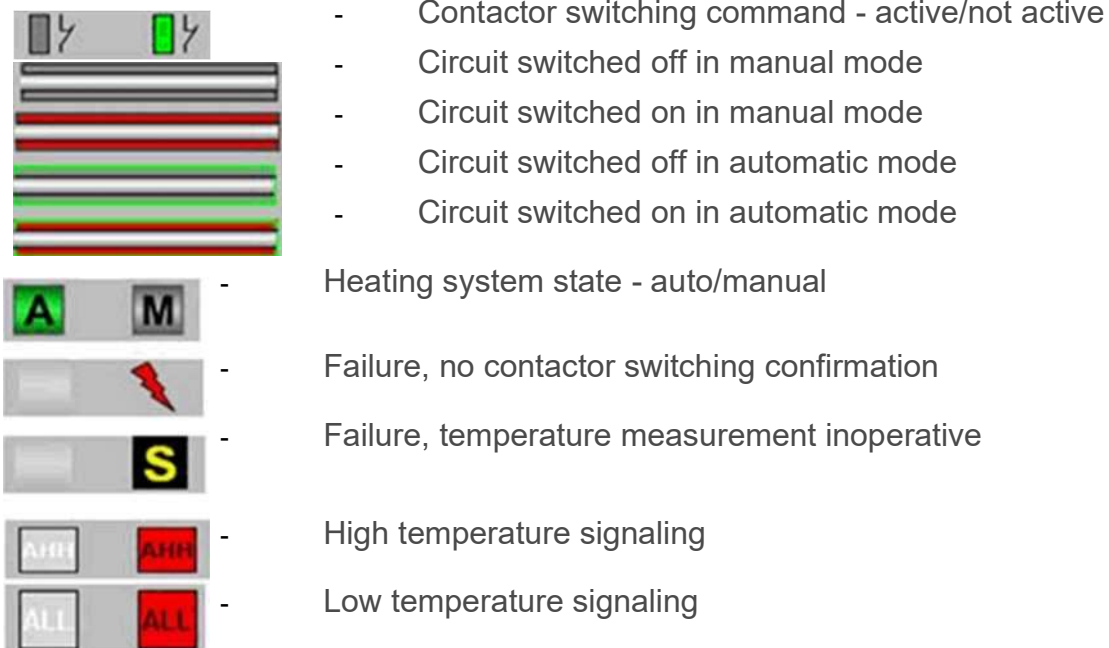 - Contactor switching command - active/not active
- Circuit switched off in manual mode
- Circuit switched on in manual mode
- Circuit switched off in automatic mode
- Circuit switched on in automatic mode
A M - Heating system state - auto/manual
- Failure, no contactor switching confirmation
S - Failure, temperature measurement inoperative
AHH AHH - High temperature signaling
ALL ALL - Low temperature signaling